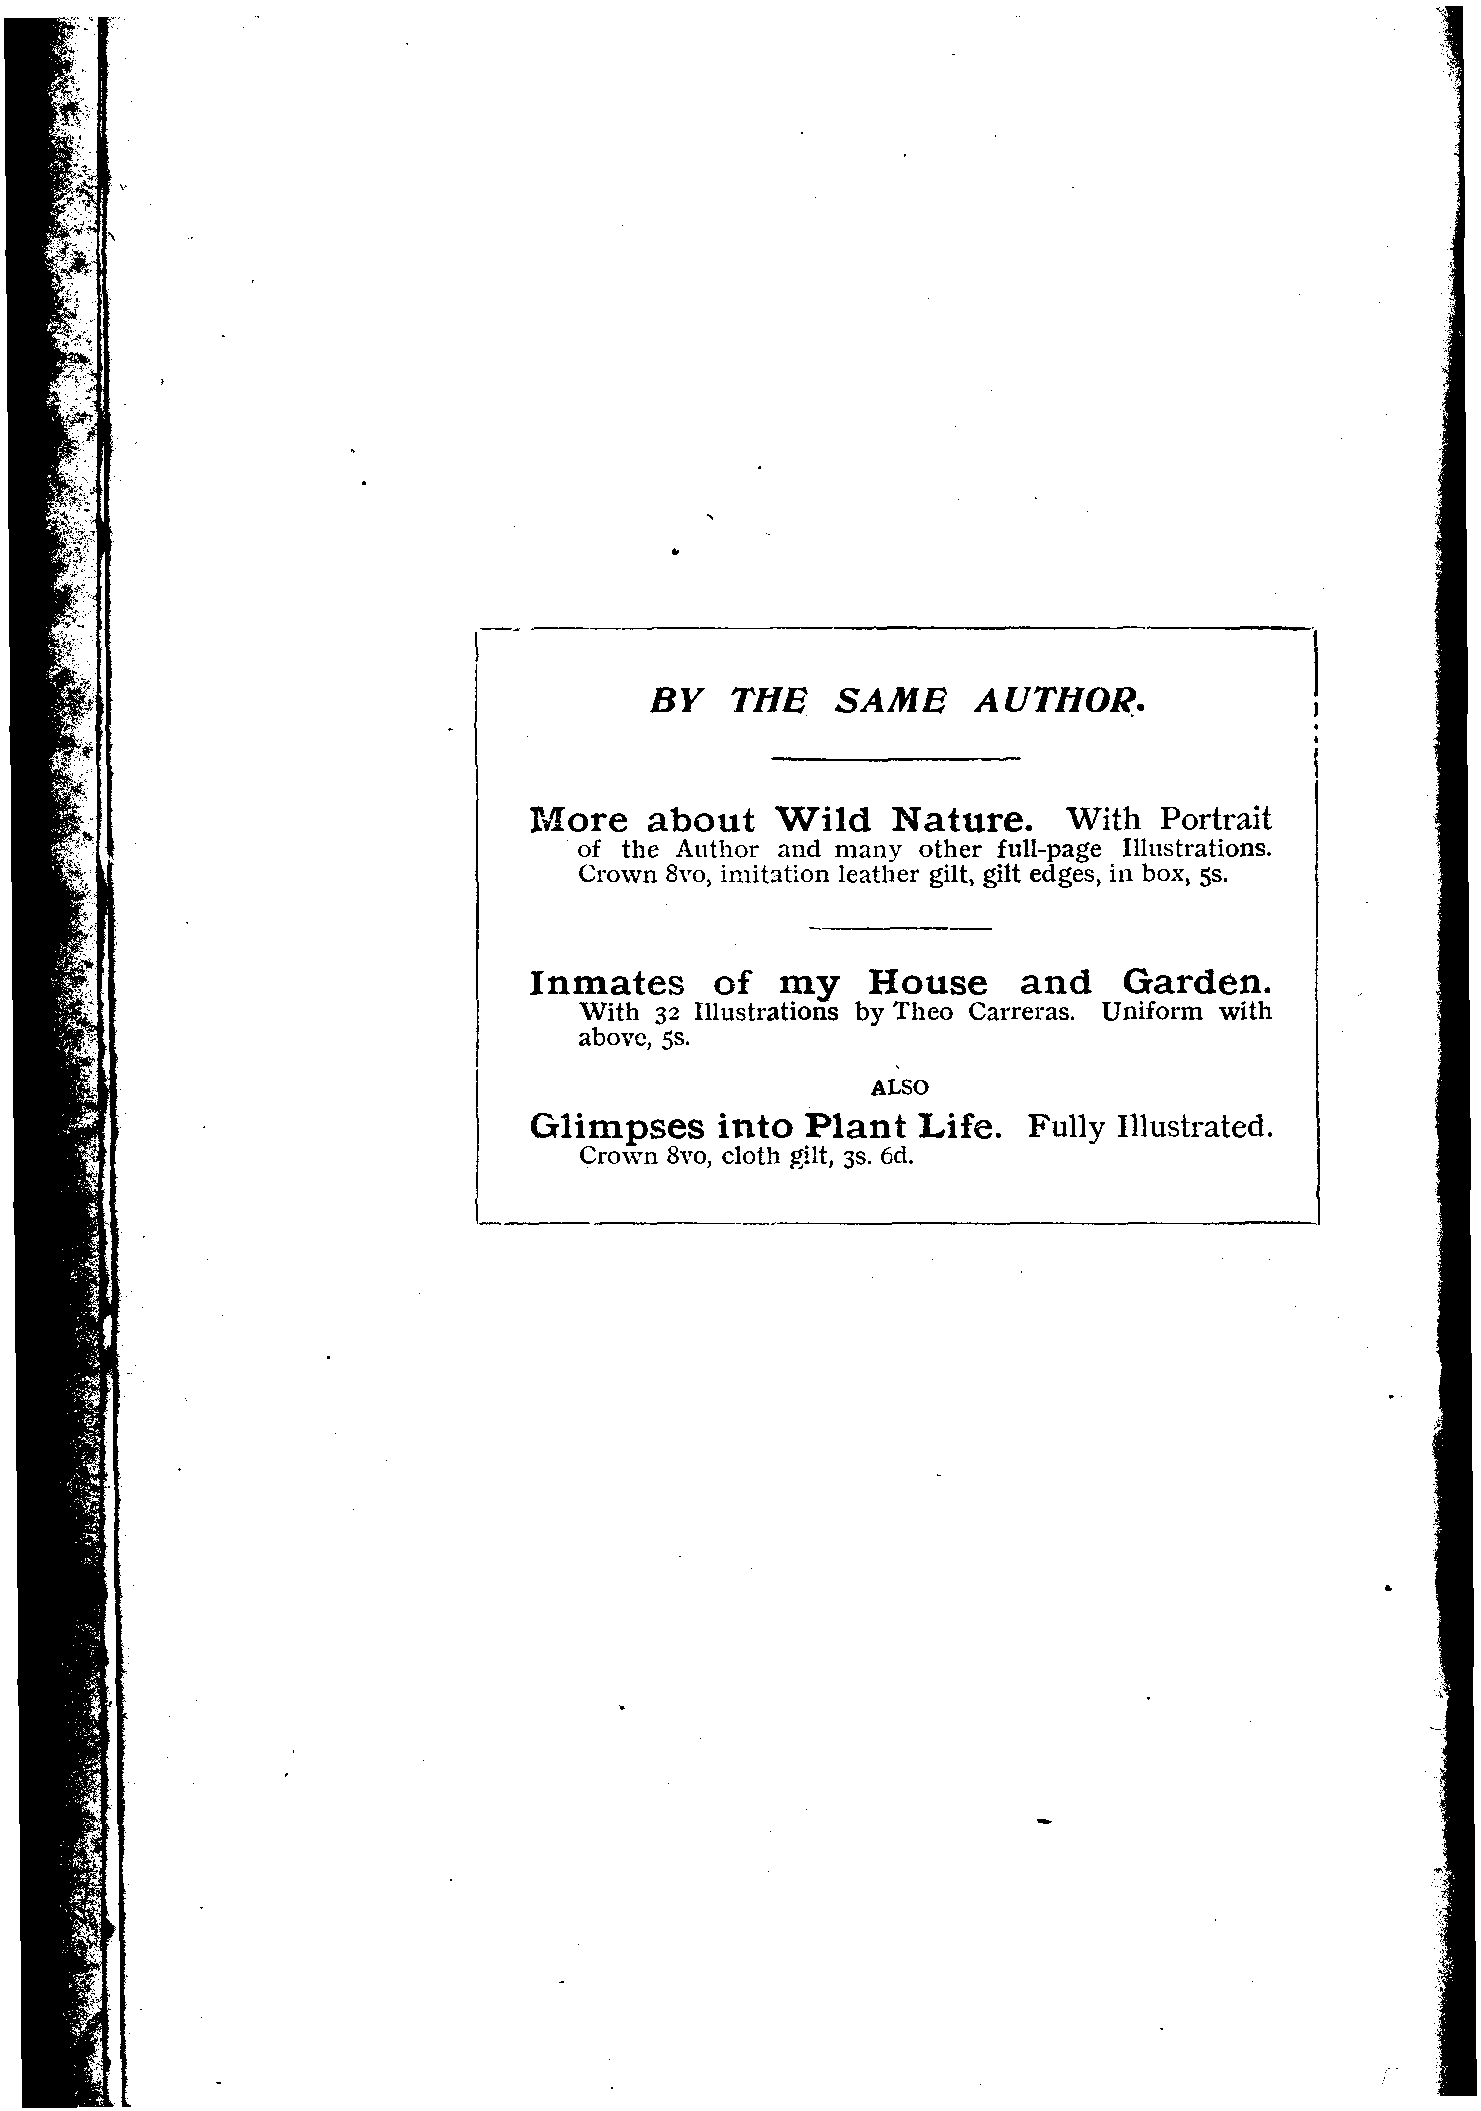 BY THE SAME AUTHOR.
More about Wild Nature. With Portrait
of the Author and many other full-page Illustrations.
Crown 8vo, imitation leather gilt, gilt edges, in box, 5s.
Inmates of my House and Garden.
With 32 Illustrations by Theo Carreras. Uniform with
above, 5s.
ALSO
Glimpses into Plant Life. Fully Illustrated.
Crown 8vo, cloth gilt, 3s. 6d.